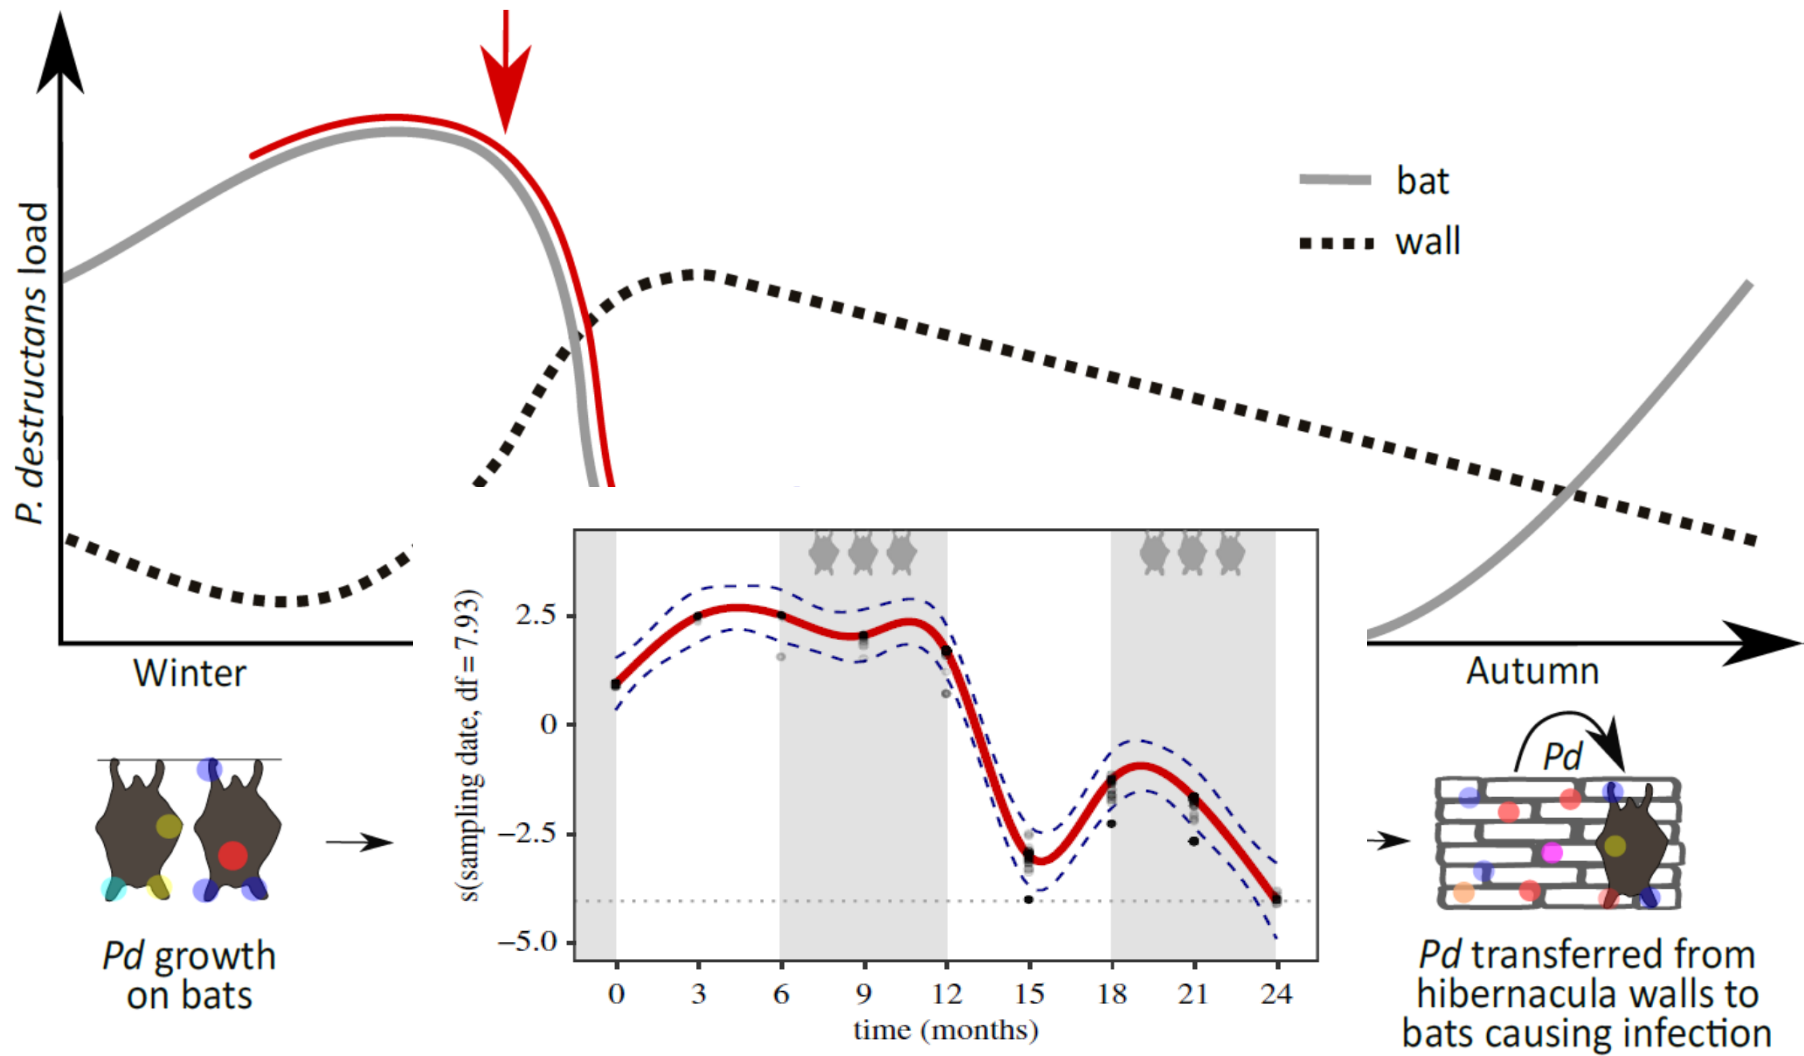 P. destructans load
bat
wall
Winter
Autumn
Pd growth
on bats
s(sampling date, df = 7.93)
2.5
0
−2.5
−5.0
0 3 6 9 12 15 18 21 24
time (months)
Pd
Pd transferred from
hibernacula walls to
bats causing infection